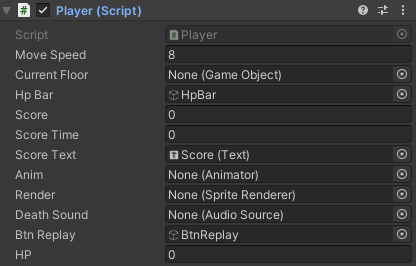 Player (Script)
Script Player
Move Speed 8
Current Floor None (Game Object)
Hp Bar HpBar
Score 0
Score Time 0
Score Text Score (Text)
Anim None (Animator)
Render None (Sprite Renderer)
Death Sound None (Audio Source)
Btn Replay BtnReplay
HP 0